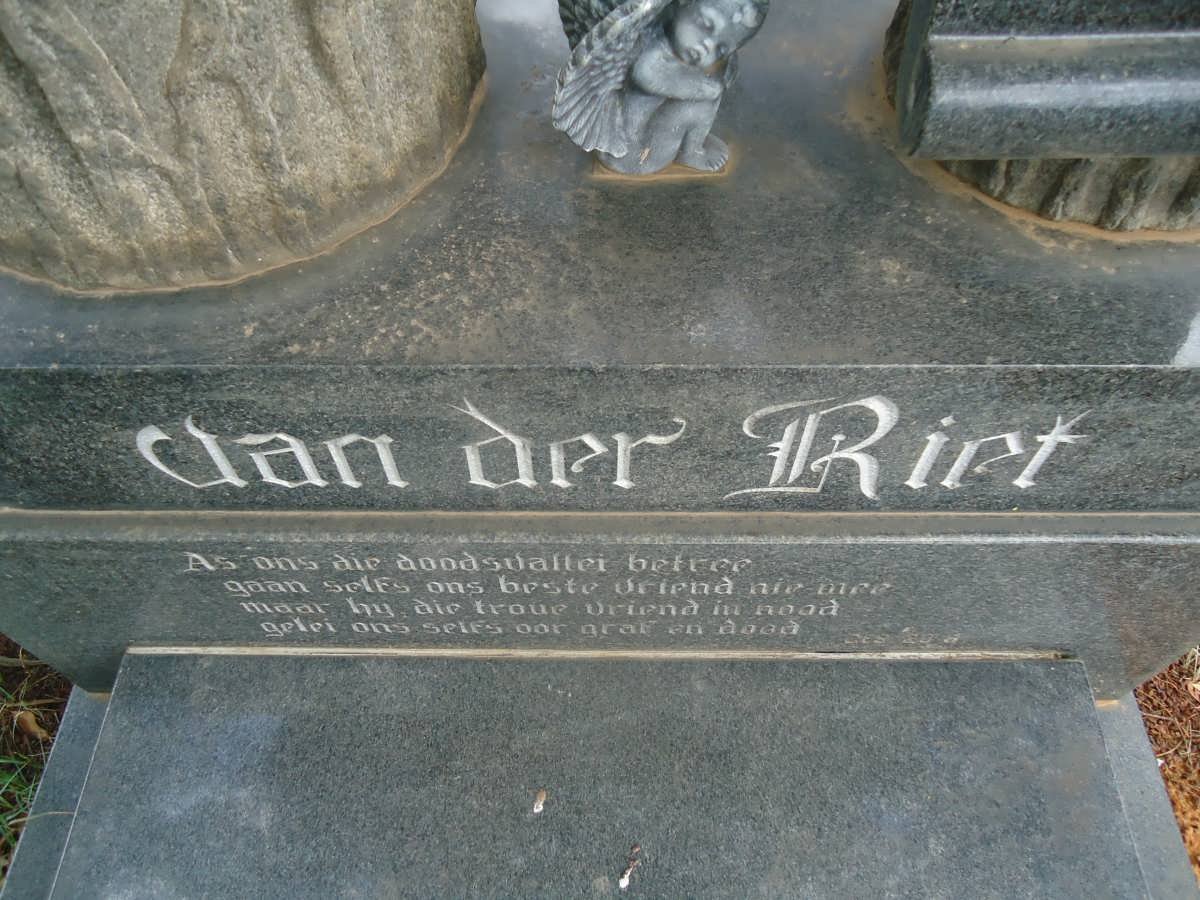 van der Riet
As ons die doodsvallei betree
gaan selfs ons beste vriend nie mee
maar hy, die troue vriend in nood
gelei ons selfs oor graf en dood